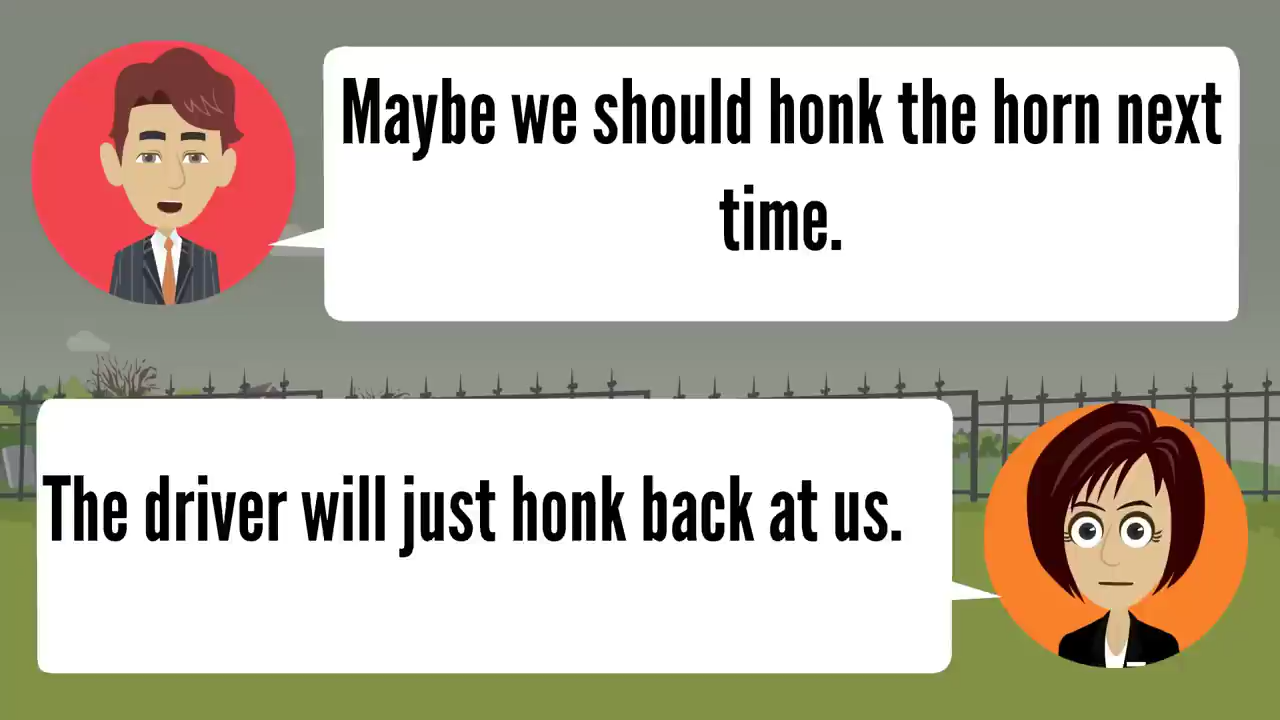 Maybe we should honk the horn next
time.
The driver will just honk back at us.